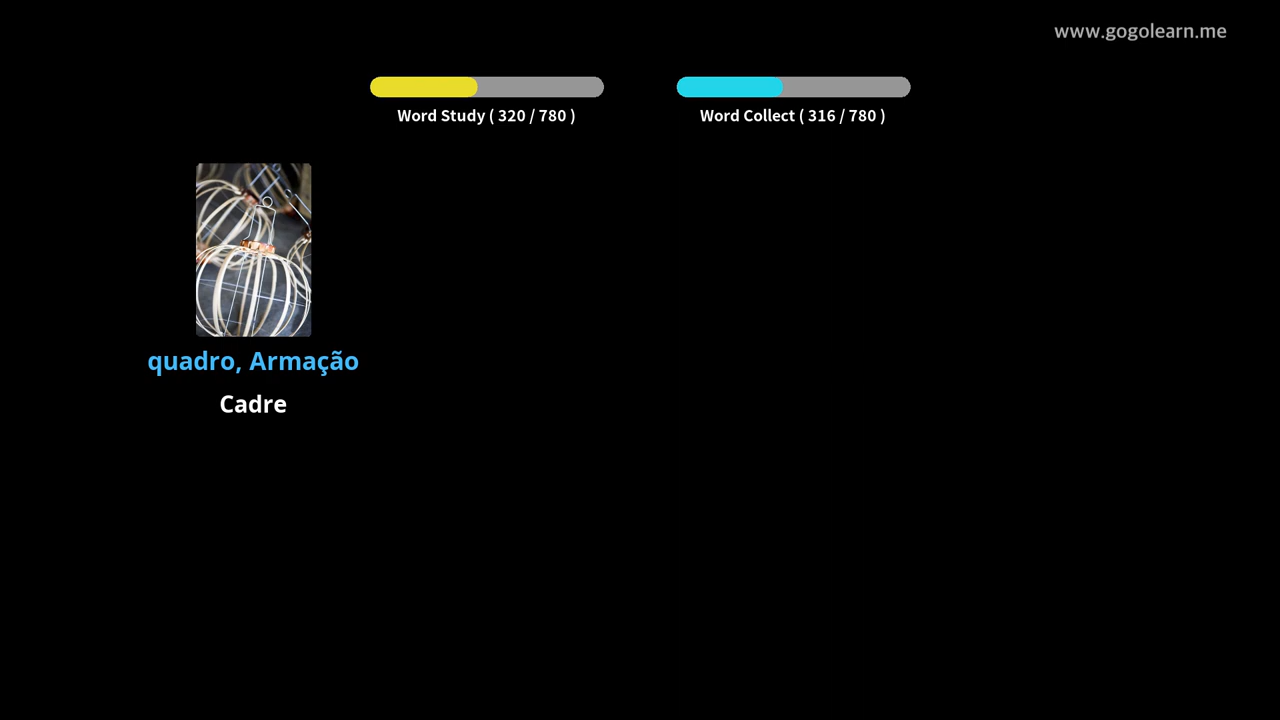 www.gogolearn.me
Word Study ( 320 / 780 )
Word Collect ( 316 / 780 )
quadro, Armação
Cadre